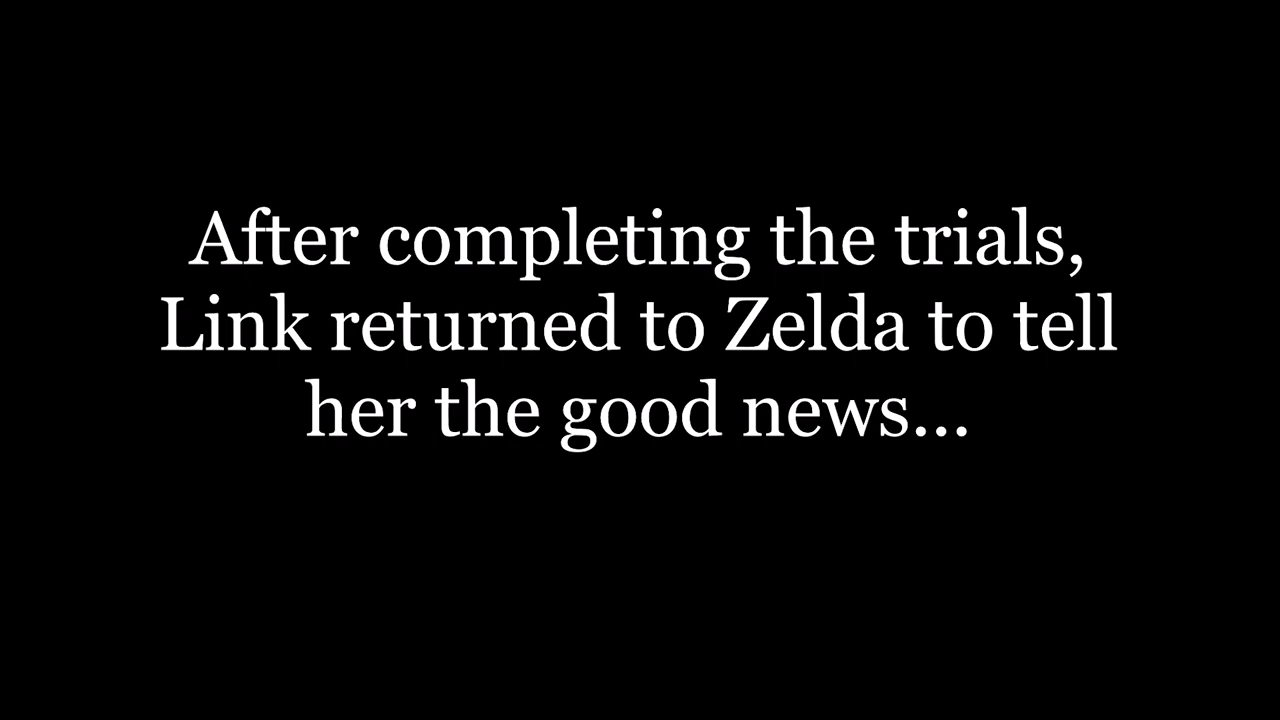 After completing the trials,
Link returned to Zelda to tell
her the good news...